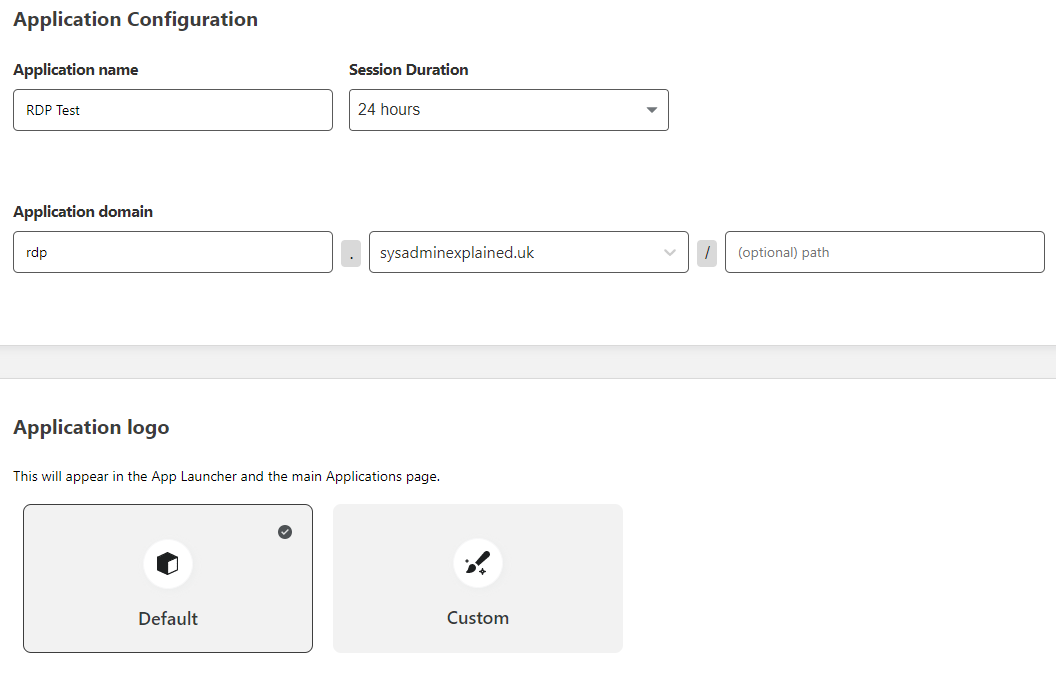 Application Configuration
Application name
Session Duration
RDP Test
24 hours
Application domain
rdp
.
sysadminexplained.uk
/
(optional) path
Application logo
This will appear in the App Launcher and the main Applications page.
Default
Custom